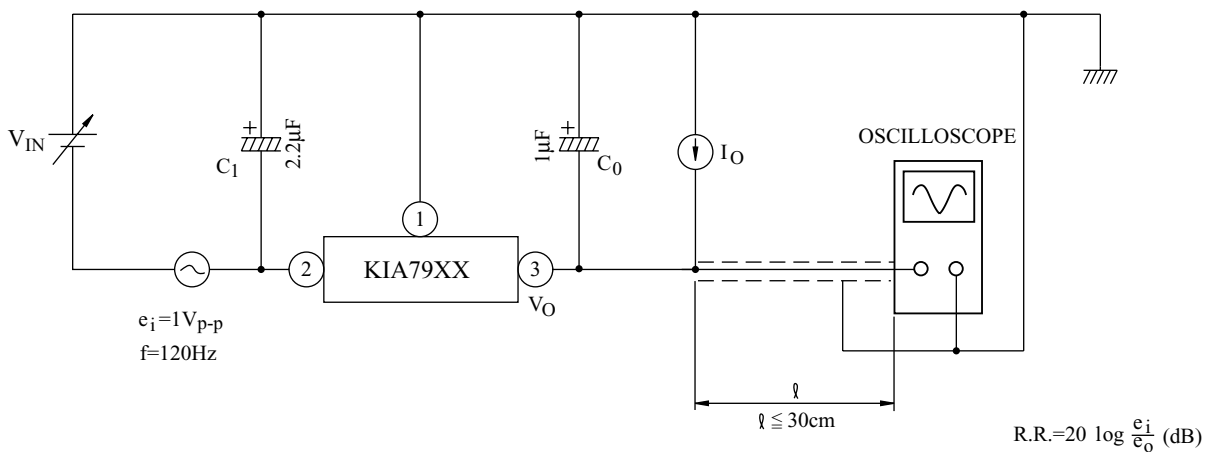 V_IN
+
C_1
2.2μF
1
2
KIA79XX
3
V_O
e_i=1V_p-p
f=120Hz
+
1μF
C_0
I_O
OSCILLOSCOPE
ℓ
ℓ ≦ 30cm
R.R.=20 log e_i/e_o (dB)